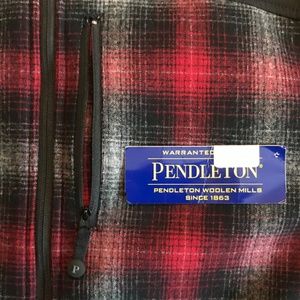 WARRANTED
PENDLETON®
PENDLETON WOOLEN MILLS
SINCE 1863
P